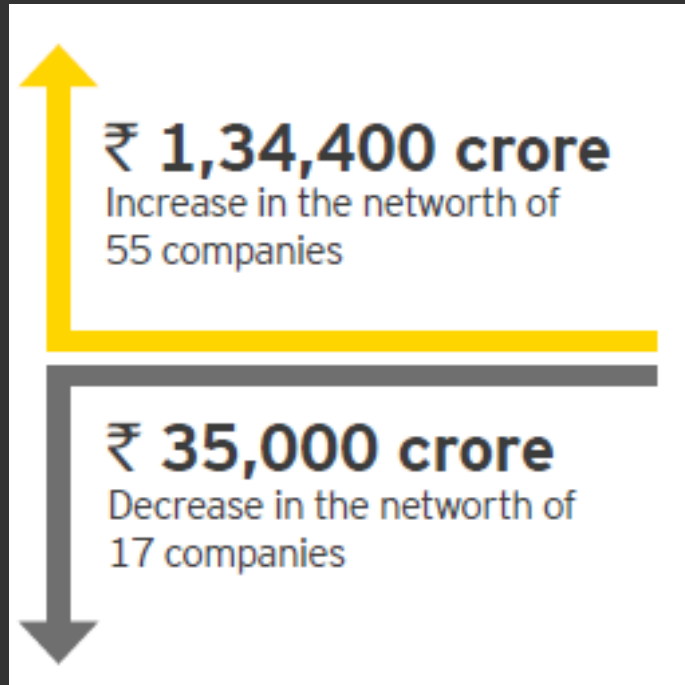 ₹ 1,34,400 crore
Increase in the networth of
55 companies
₹ 35,000 crore
Decrease in the networth of
17 companies